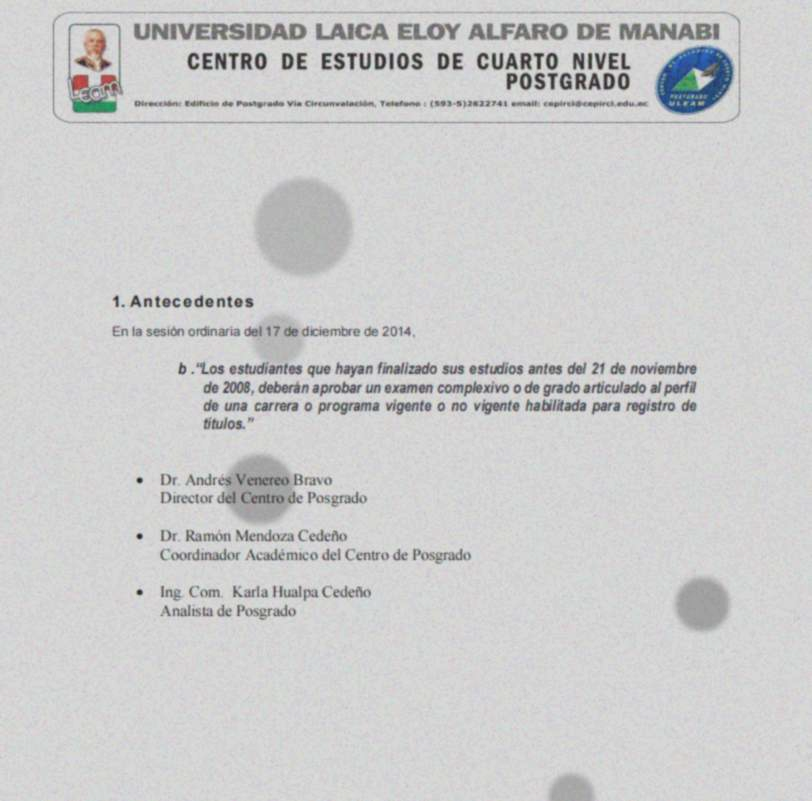 UNIVERSIDAD LAICA ELOY ALFARO DE MANABI
CENTRO DE ESTUDIOS DE CUARTO NIVEL
POSTGRADO
Dirección: Edificio de Postgrado Via Circunvalación, Telefono : (593-5)2622741 email: cepirci@cepirci.edu.ec
POSTGRADO
ULEAM
1. Antecedentes
En la sesión ordinaria del 17 de diciembre de 2014,
b ."Los estudiantes que hayan finalizado sus estudios antes del 21 de noviembre
de 2008, deberán aprobar un examen complexivo o de grado articulado al perfil
de una carrera o programa vigente o no vigente habilitada para registro de
títulos."
• Dr. Andrés Venereo Bravo
Director del Centro de Posgrado
• Dr. Ramón Mendoza Cedeño
Coordinador Académico del Centro de Posgrado
• Ing. Com. Karla Hualpa Cedeño
Analista de Posgrado